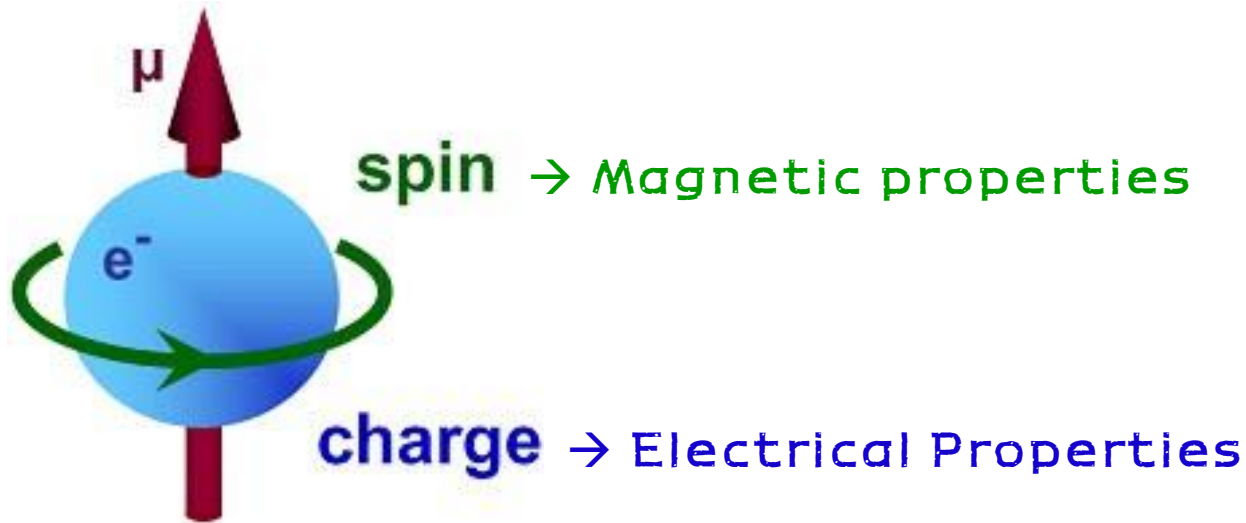 μ
spin → Magnetic properties
e⁻
charge → Electrical Properties